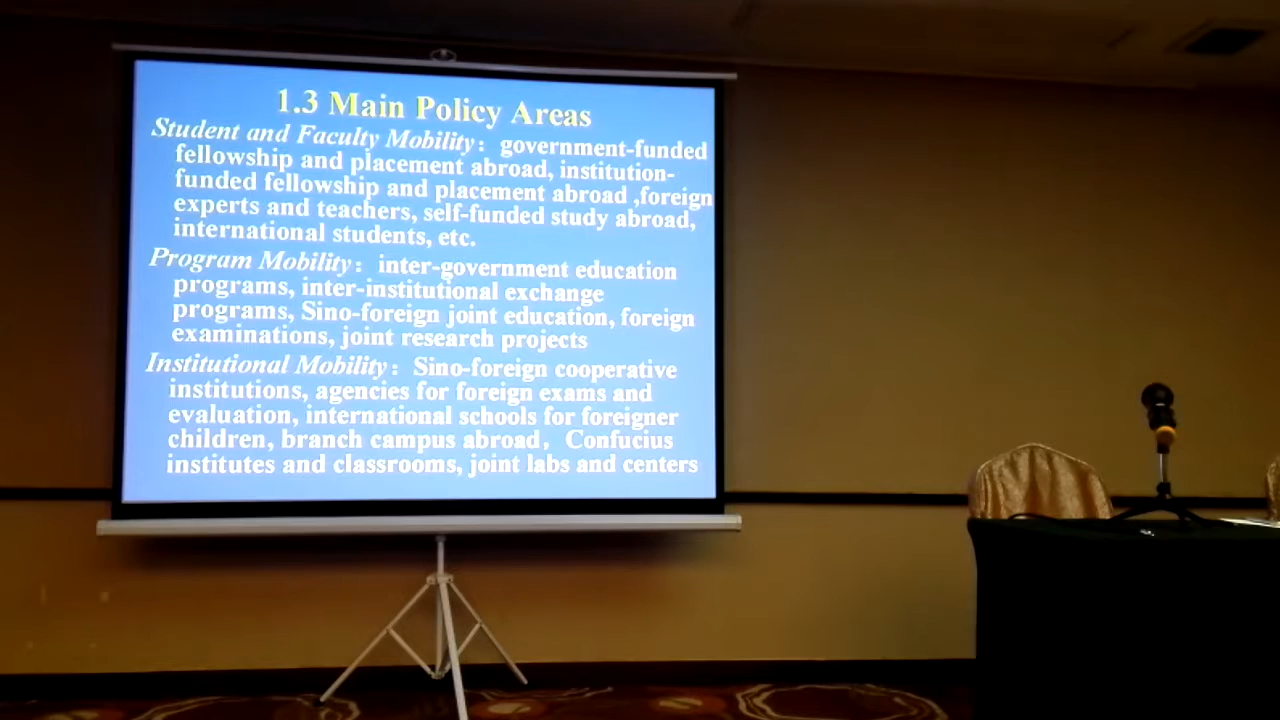 1.3 Main Policy Areas
Student and Faculty Mobility：government-funded
fellowship and placement abroad, institution-
funded fellowship and placement abroad ,foreign
experts and teachers, self-funded study abroad,
international students, etc.
Program Mobility：inter-government education
programs, inter-institutional exchange
programs, Sino-foreign joint education, foreign
examinations, joint research projects
Institutional Mobility：Sino-foreign cooperative
institutions, agencies for foreign exams and
evaluation, international schools for foreigner
children, branch campus abroad，Confucius
institutes and classrooms, joint labs and centers